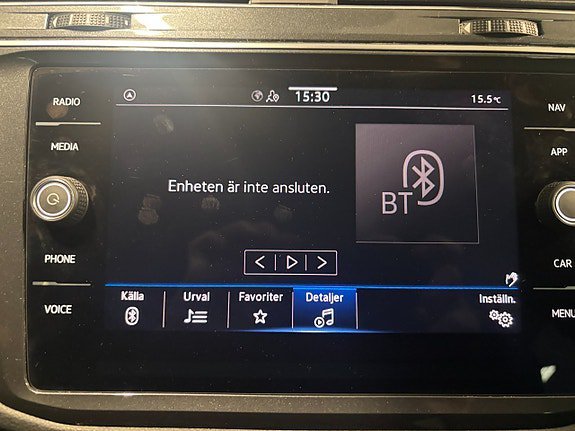 RADIO
MEDIA
PHONE
VOICE
15:30
15.5°C
Enheten är inte ansluten.
BT
Källa
Urval
Favoriter
Detaljer
Inställn.
NAV
APP
CAR
MENU